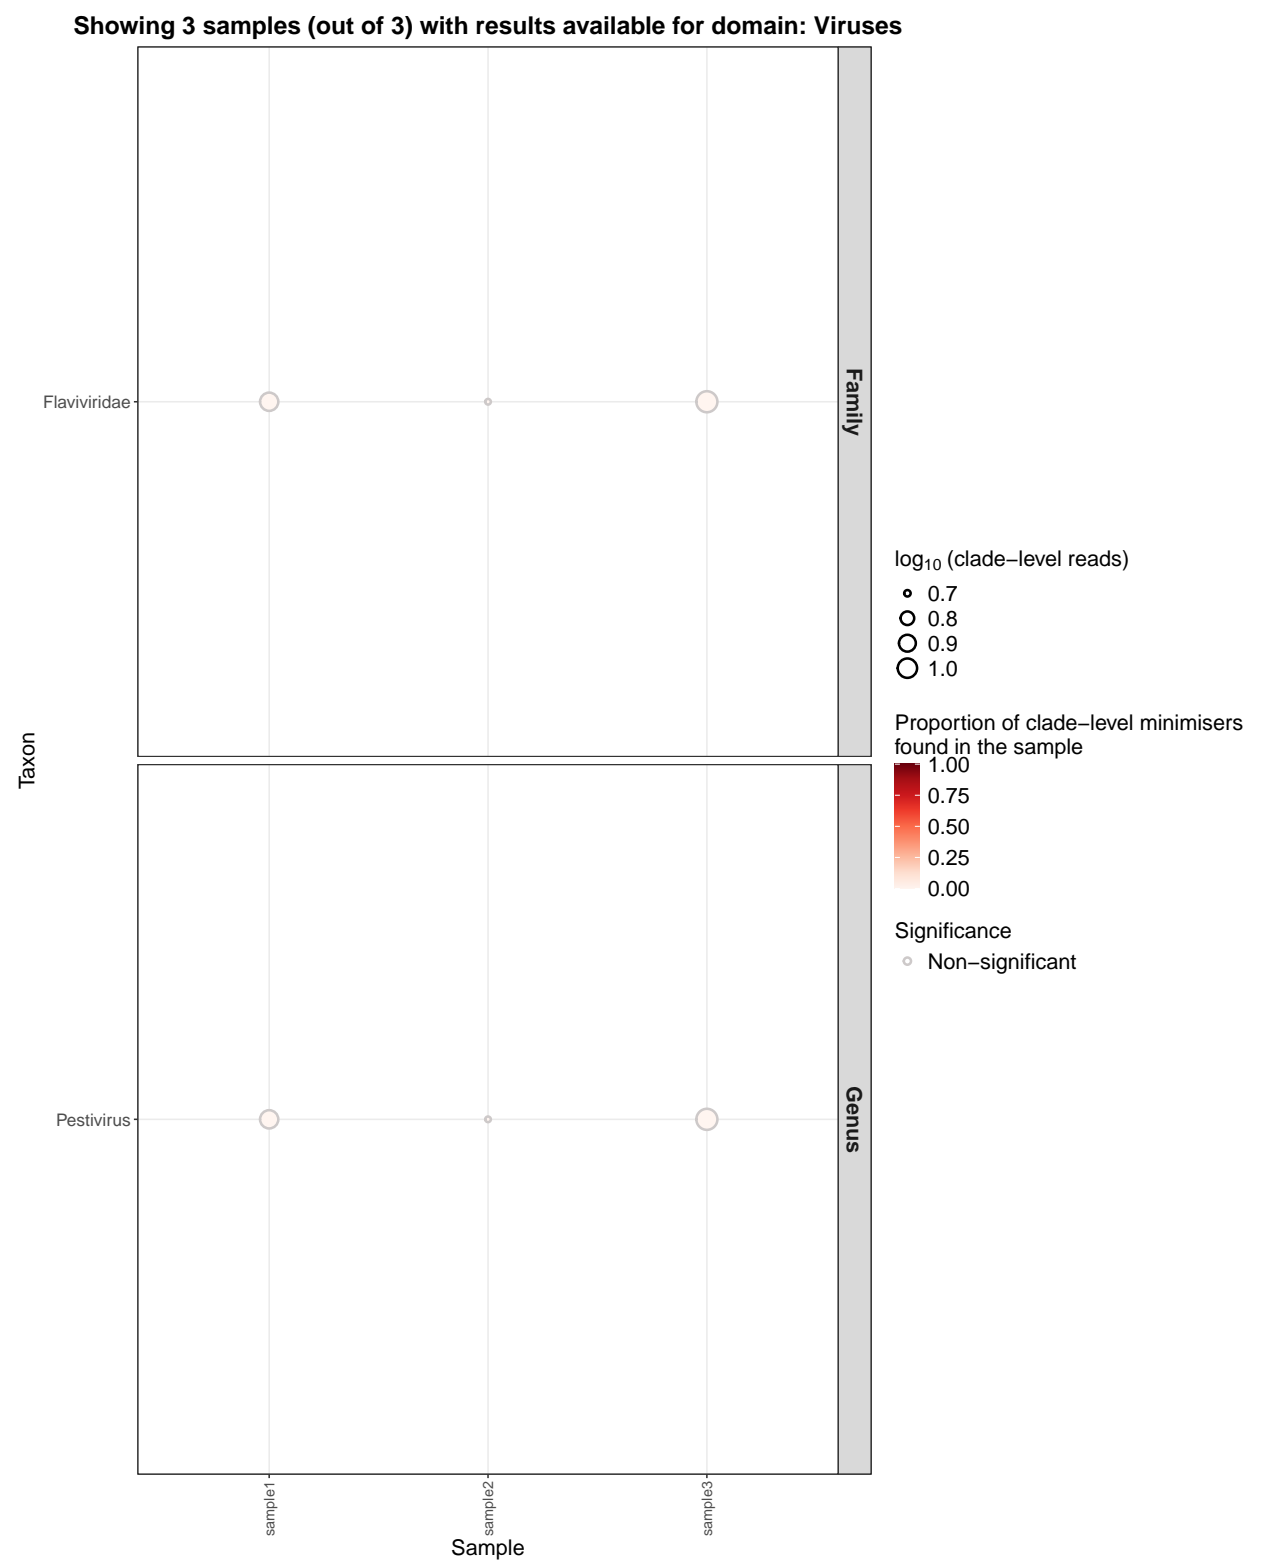 Showing 3 samples (out of 3) with results available for domain: Viruses
Flaviviridae
Family
Pestivirus
Genus
Taxon
sample1
sample2
sample3
Sample
log10 (clade−level reads)
0.7
0.8
0.9
1.0
Proportion of clade−level minimisers
found in the sample
1.00
0.75
0.50
0.25
0.00
Significance
Non−significant